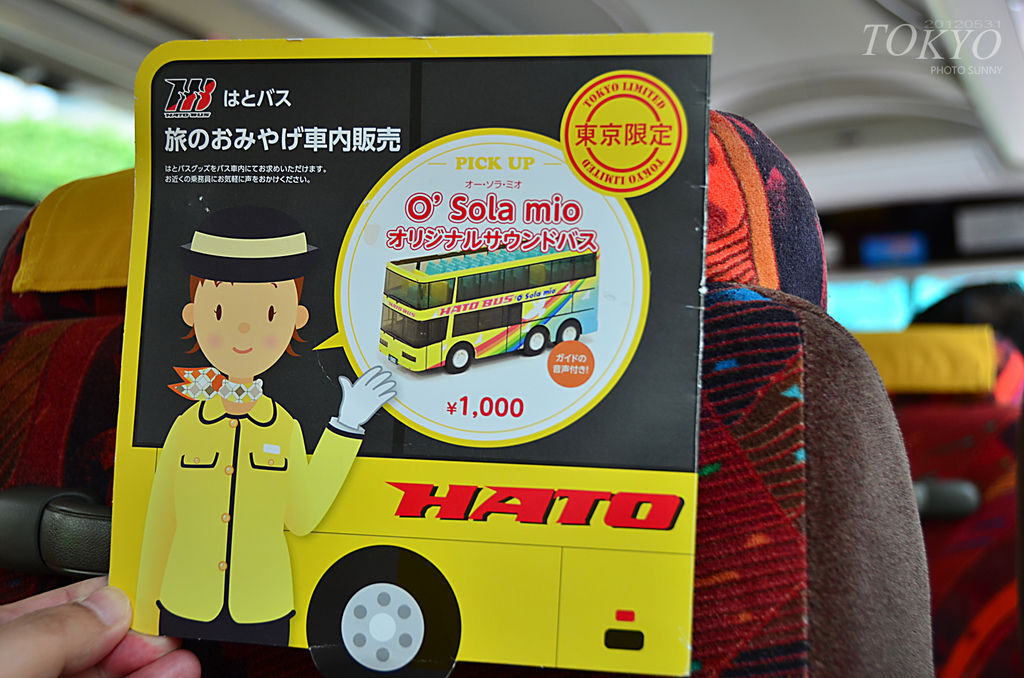 20120531
TOKYO
PHOTO SUNNY
HATO BUS
はとバス
旅のおみやげ車内販売
はとバスグッズをバス車内にてお求めいただけます。
お近くの乗務員にお気軽に声をおかけください。
TOKYO LIMITED
東京限定
TOKYO LIMITED
PICK UP
オー・ソラ・ミオ
O' Sola mio
オリジナルサウンドバス
HATO BUS O Sola mio
ガイドの
音声付き!
¥1,000
HATO